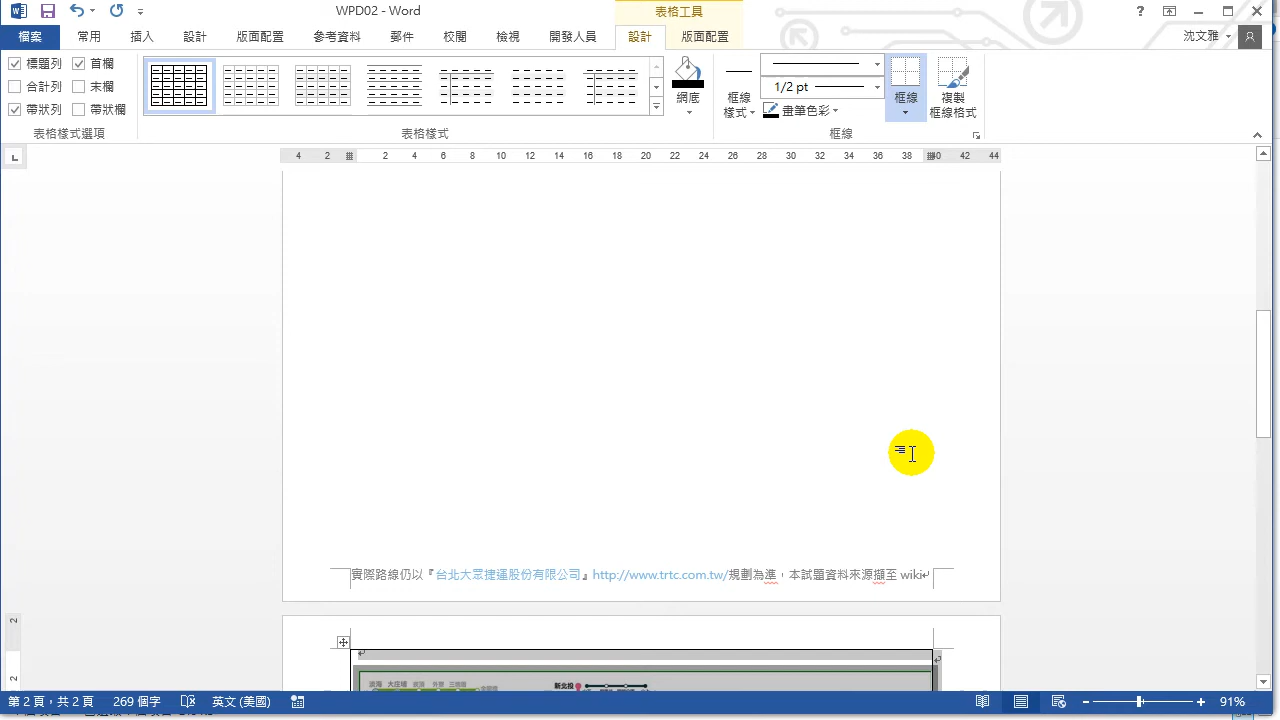 WPD02 - Word
表格工具
檔案 常用 插入 設計 版面配置 參考資料 郵件 校閱 檢視 開發人員 設計 版面配置 沈文雅
標題列 首欄
合計列 末欄
帶狀列 帶狀欄
表格樣式選項
表格樣式
網底
框線樣式
1/2 pt
畫筆色彩
框線
複製框線格式
框線
4 2 2 4 6 8 10 12 14 16 18 20 22 24 26 28 30 32 34 36 38 40 42 44
實際路線仍以『台北大眾捷運股份有限公司』http://www.trtc.com.tw/規劃為準，本試題資料來源擷至 wiki
2
2
淡海 大庄埔
新北投
第 2 頁，共 2 頁 269 個字 英文 (美國) 91%